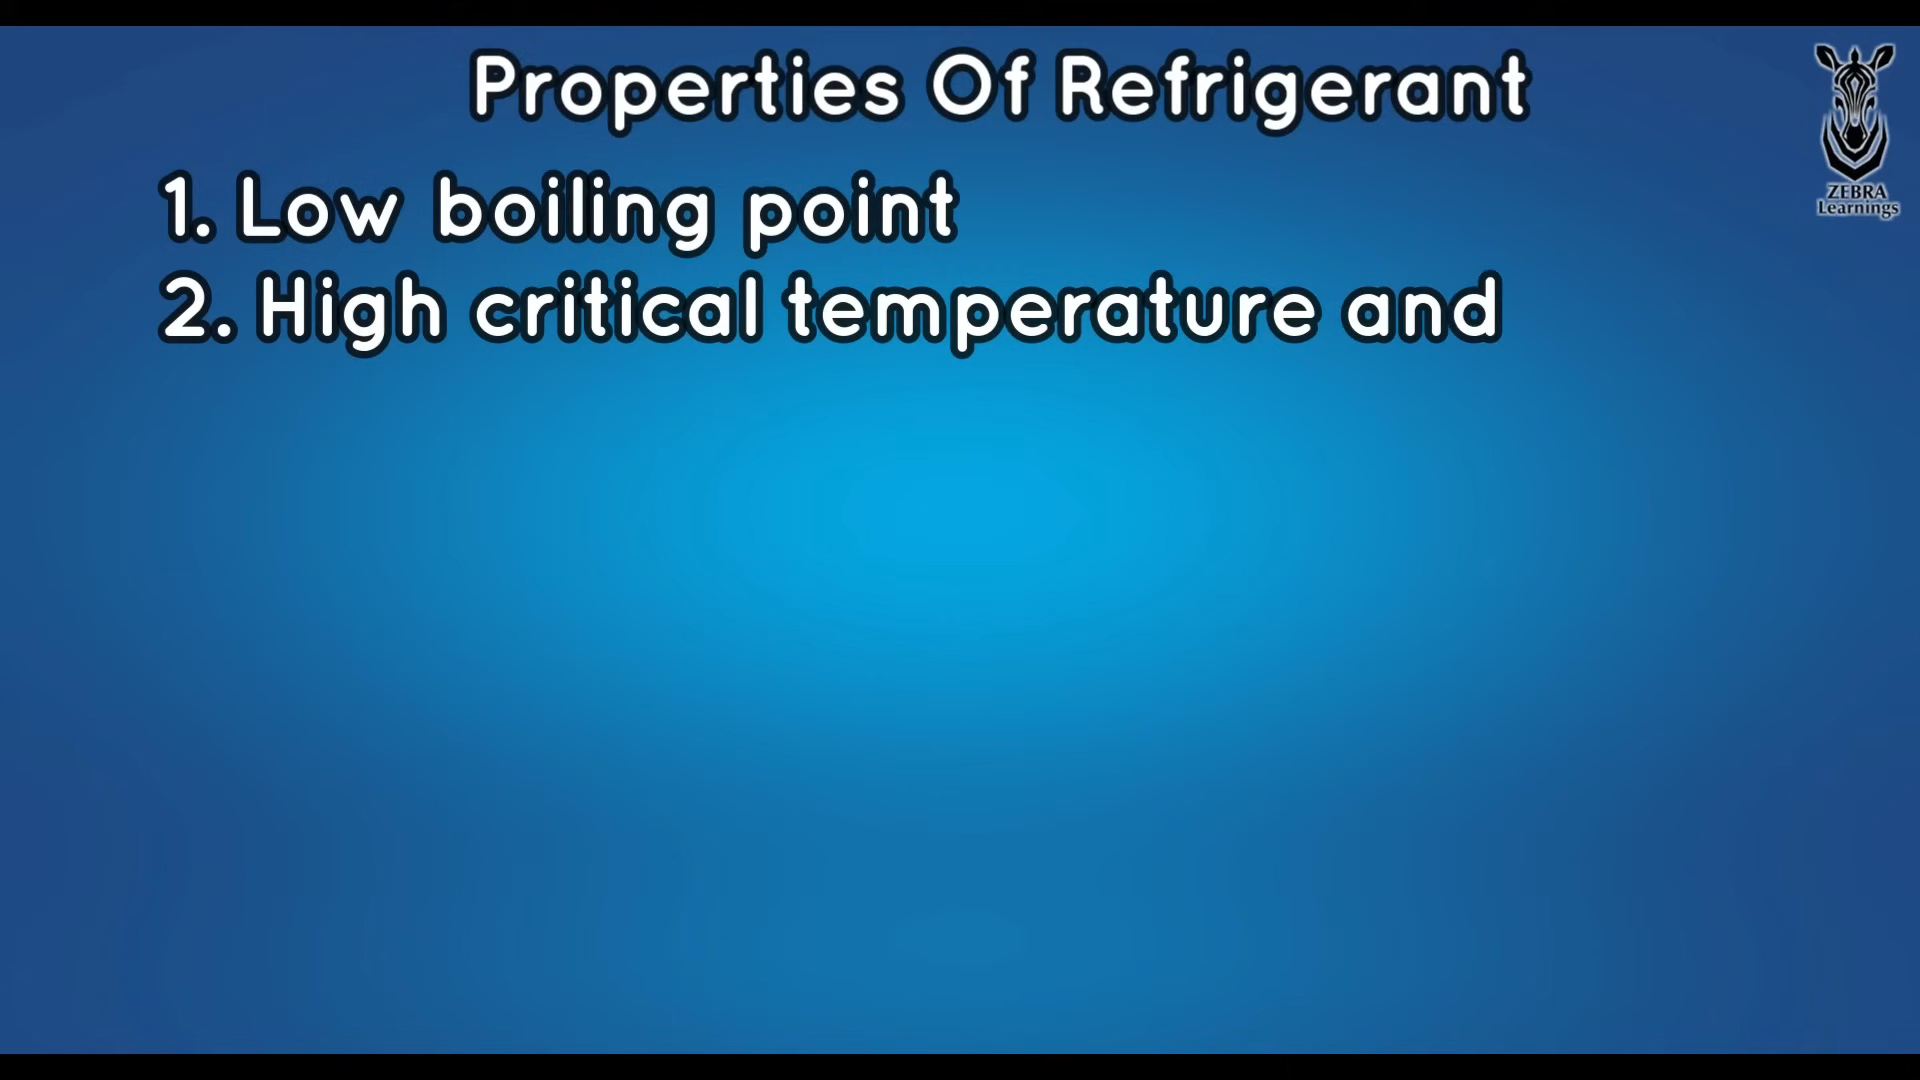 Properties Of Refrigerant
1. Low boiling point
2. High critical temperature and
ZEBRA
Learnings